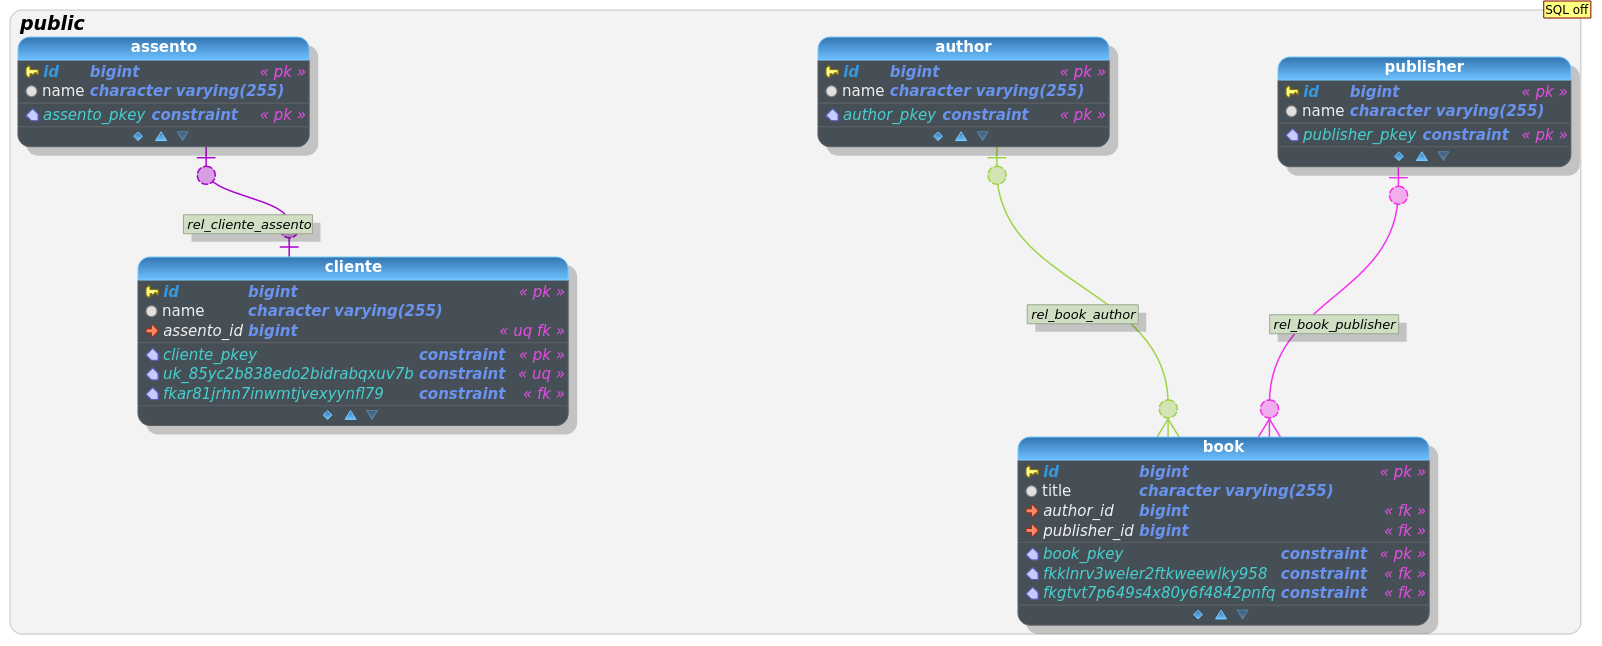 SQL off
public
assento
id bigint « pk »
name character varying(255)
assento_pkey constraint « pk »
author
id bigint « pk »
name character varying(255)
author_pkey constraint « pk »
publisher
id bigint « pk »
name character varying(255)
publisher_pkey constraint « pk »
rel_cliente_assento
cliente
id bigint « pk »
name character varying(255)
assento_id bigint « uq fk »
cliente_pkey constraint « pk »
uk_85yc2b838edo2bidrabqxuv7b constraint « uq »
fkar81jrhn7inwmtjvexyynfl79 constraint « fk »
rel_book_author
rel_book_publisher
book
id bigint « pk »
title character varying(255)
author_id bigint « fk »
publisher_id bigint « fk »
book_pkey constraint « pk »
fkklnrv3weler2ftkweewlky958 constraint « fk »
fkgtvt7p649s4x80y6f4842pnfq constraint « fk »